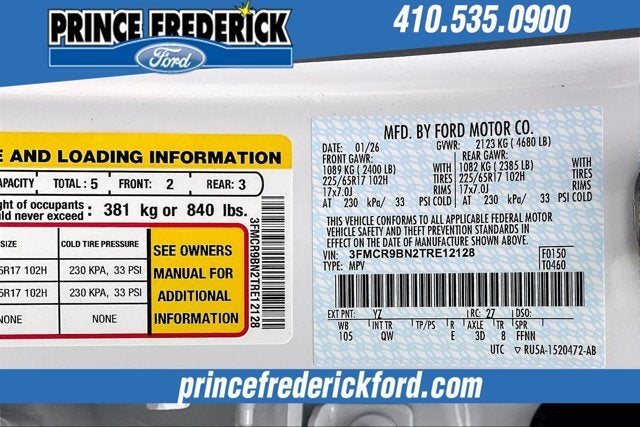 PRINCE FREDERICK
Ford
410.535.0900
E AND LOADING INFORMATION
APACITY TOTAL: 5 FRONT: 2 REAR: 3
ght of occupants
uld never exceed : 381 kg or 840 lbs.
SIZE COLD TIRE PRESSURE
5R17 102H 230 KPA, 33 PSI
5R17 102H 230 KPA, 33 PSI
NONE NONE
SEE OWNERS
MANUAL FOR
ADDITIONAL
INFORMATION
3FMCR9BN2TRE12128
MFD. BY FORD MOTOR CO.
DATE: 01/26 GVWR: 2123 KG ( 4680 LB)
FRONT GAWR: REAR GAWR:
1089 KG ( 2400 LB) WITH 1082 KG ( 2385 LB) WITH
225/65R17 102H TIRES 225/65R17 102H TIRES
17x7.0J RIMS 17x7.0J RIMS
AT 230 kPa/ 33 PSI COLD AT 230 kPa/ 33 PSI COLD
THIS VEHICLE CONFORMS TO ALL APPLICABLE FEDERAL MOTOR
VEHICLE SAFETY AND THEFT PREVENTION STANDARDS IN
EFFECT ON THE DATE OF MANUFACTURE SHOWN ABOVE.
VIN: 3FMCR9BN2TRE12128 F0150
TYPE: MPV T0460
EXT PNT: YZ RC: 27 DSO:
WB INT TR TP/PS R AXLE TR SPR
105 QW E 3D 8 FFNN
UTC RU5A-1520472-AB
princefrederickford.com